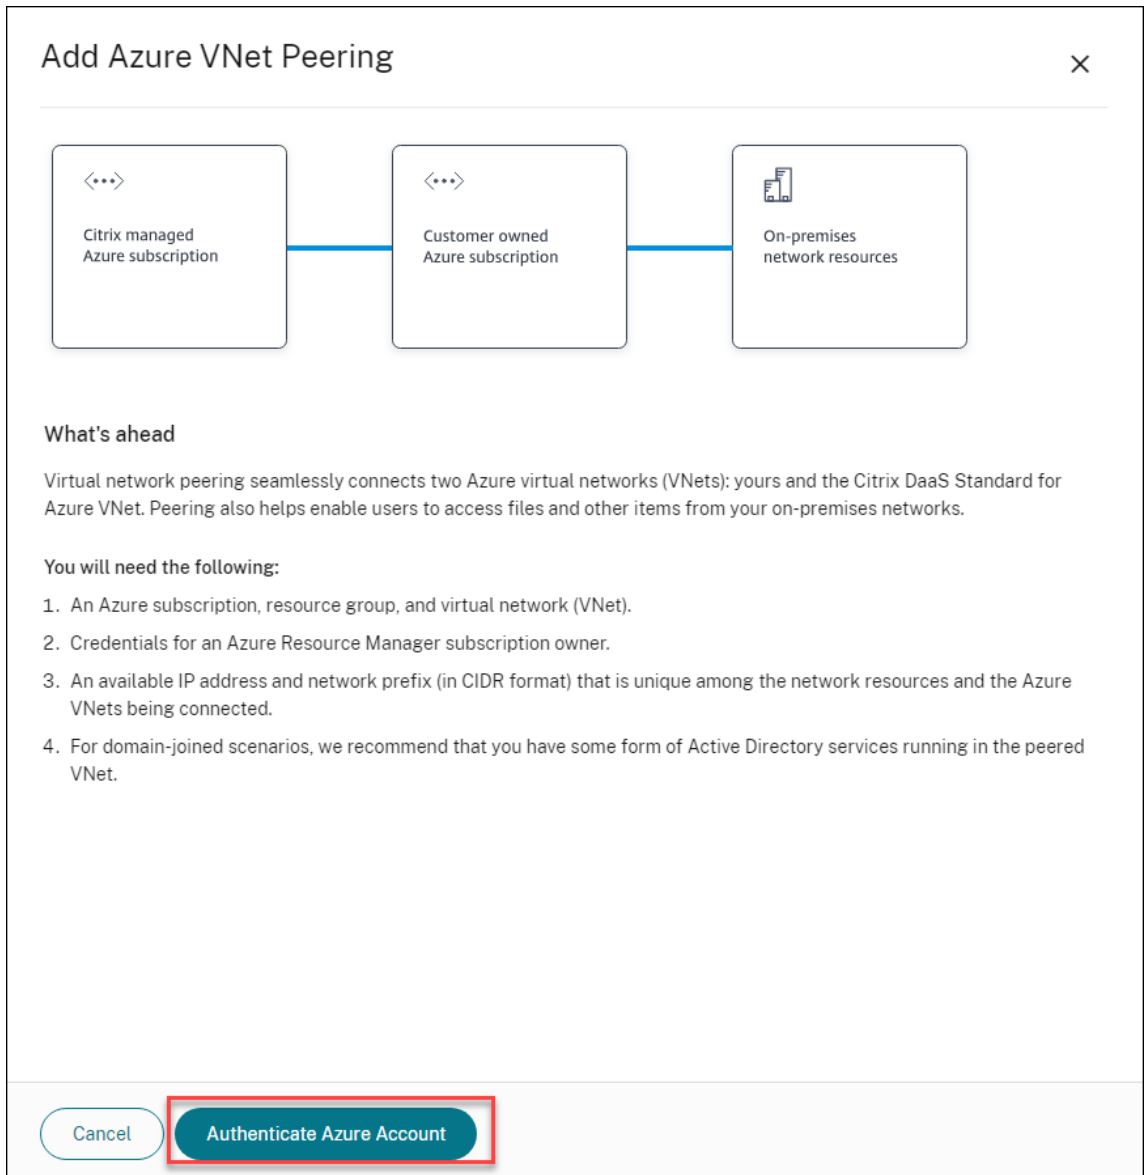 Add Azure VNet Peering
Citrix managed
Azure subscription
Customer owned
Azure subscription
On-premises
network resources
What's ahead
Virtual network peering seamlessly connects two Azure virtual networks (VNets): yours and the Citrix DaaS Standard for
Azure VNet. Peering also helps enable users to access files and other items from your on-premises networks.
You will need the following:
1. An Azure subscription, resource group, and virtual network (VNet).
2. Credentials for an Azure Resource Manager subscription owner.
3. An available IP address and network prefix (in CIDR format) that is unique among the network resources and the Azure
VNets being connected.
4. For domain-joined scenarios, we recommend that you have some form of Active Directory services running in the peered
VNet.
Cancel
Authenticate Azure Account